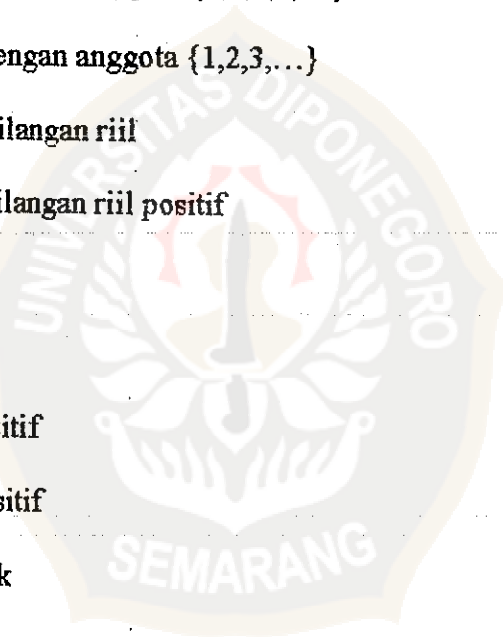 engan anggota {1,2,3,…}
ilangan riil
ilangan riil positif
UNIVERSITAS DIPONEGORO
itif
sitif
k
SEMARANG